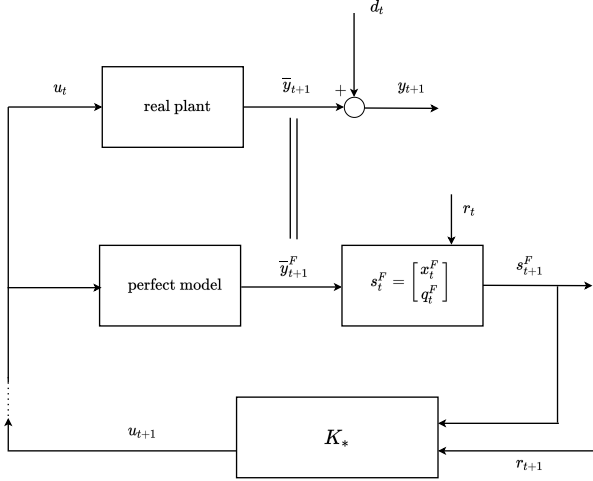 d_t
u_t
real plant
ȳ_{t+1}
+
y_{t+1}
r_t
perfect model
ȳ^F_{t+1}
s^F_t = [x^F_t
q^F_t]
s^F_{t+1}
u_{t+1}
K_*
r_{t+1}